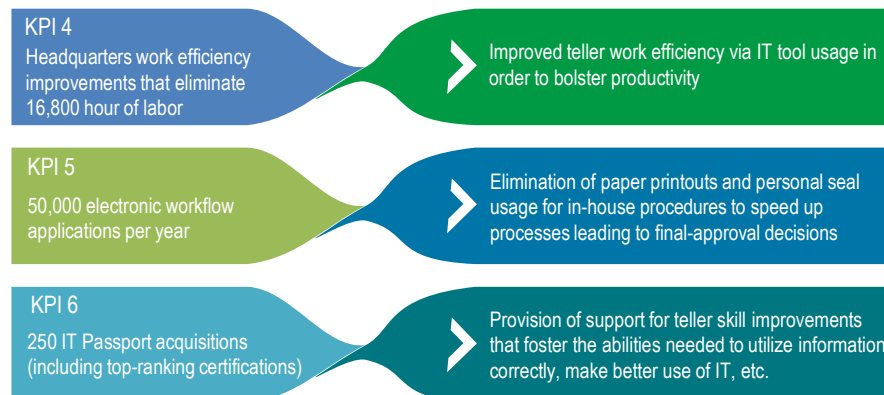 KPI 4
Headquarters work efficiency
improvements that eliminate
16,800 hour of labor
Improved teller work efficiency via IT tool usage in
order to bolster productivity
KPI 5
50,000 electronic workflow
applications per year
Elimination of paper printouts and personal seal
usage for in-house procedures to speed up
processes leading to final-approval decisions
KPI 6
250 IT Passport acquisitions
(including top-ranking certifications)
Provision of support for teller skill improvements
that foster the abilities needed to utilize information
correctly, make better use of IT, etc.